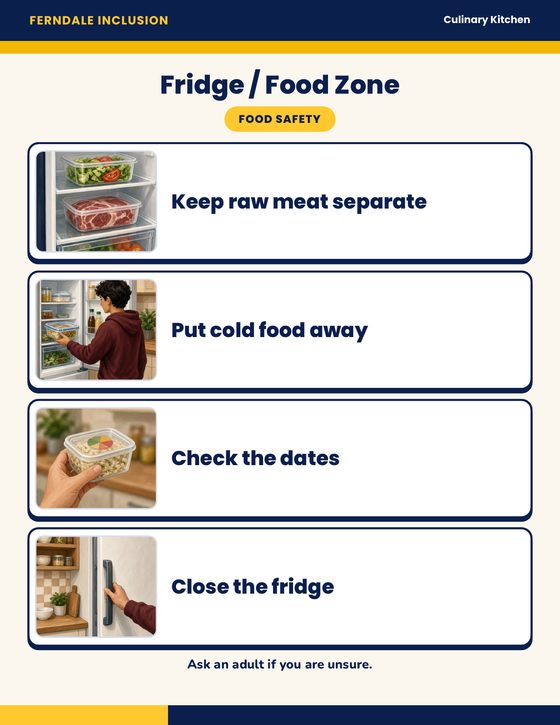 FERNDALE INCLUSION
Culinary Kitchen
Fridge / Food Zone
FOOD SAFETY
Keep raw meat separate
Put cold food away
Check the dates
Close the fridge
Ask an adult if you are unsure.